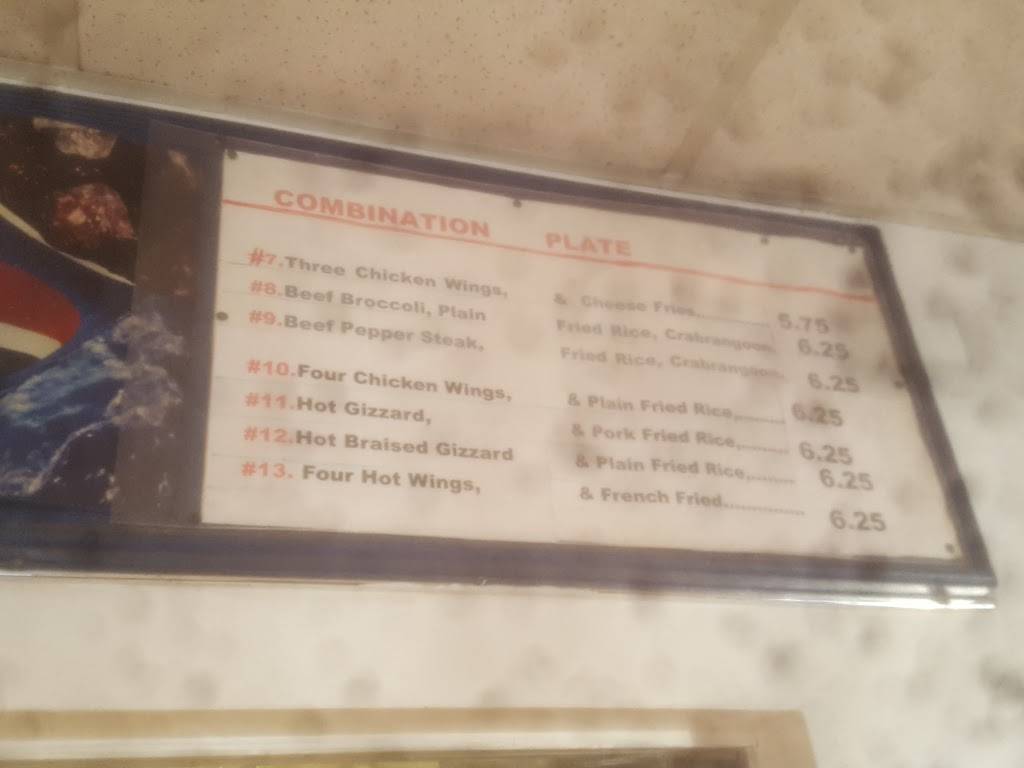 COMBINATION PLATE
#7.Three Chicken Wings, & Cheese Fries.............. 5.75
#8.Beef Broccoli, Plain Fried Rice, Crabrangoon. 6.25
#9.Beef Pepper Steak, Fried Rice, Crabrangoon. 6.25
#10.Four Chicken Wings, & Plain Fried Rice,......... 6.25
#11.Hot Gizzard, & Pork Fried Rice,......... 6.25
#12.Hot Braised Gizzard & Plain Fried Rice,........ 6.25
#13. Four Hot Wings, & French Fried............... 6.25